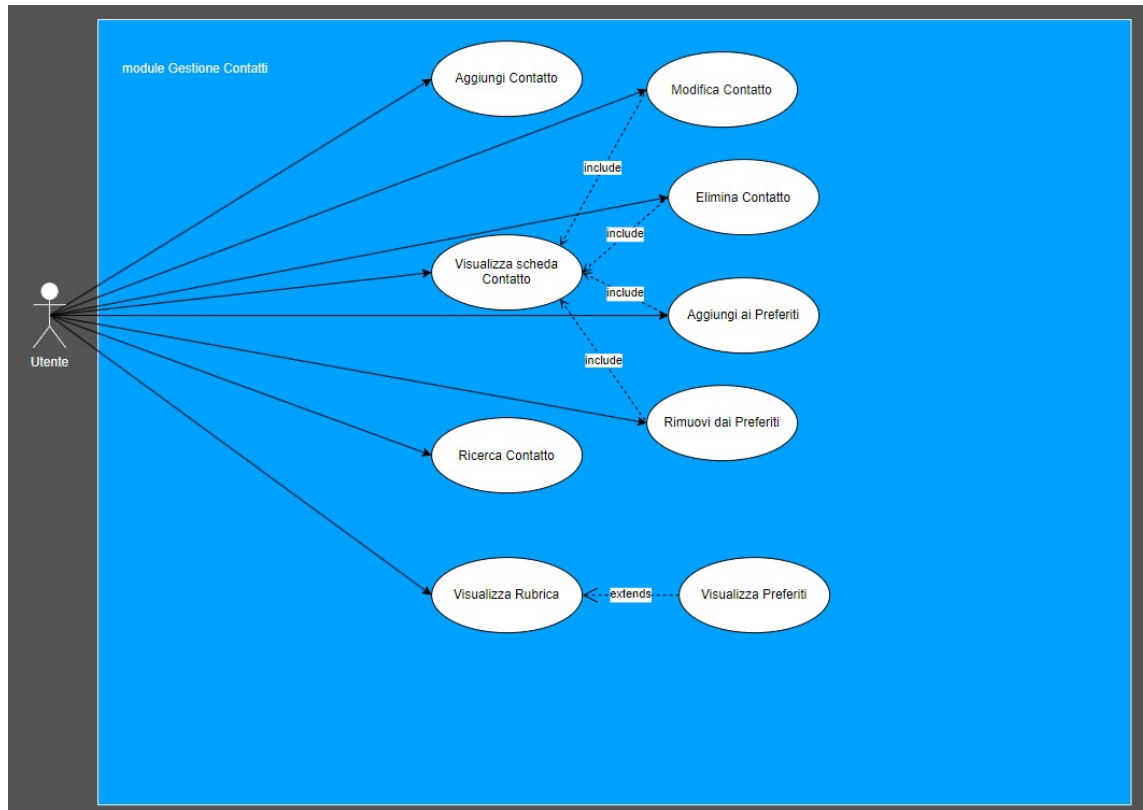 module Gestione Contatti
Aggiungi Contatto
Modifica Contatto
include
Elimina Contatto
include
Visualizza scheda
Contatto
include
Aggiungi ai Preferiti
Utente
include
Rimuovi dai Preferiti
Ricerca Contatto
Visualizza Rubrica
extends
Visualizza Preferiti